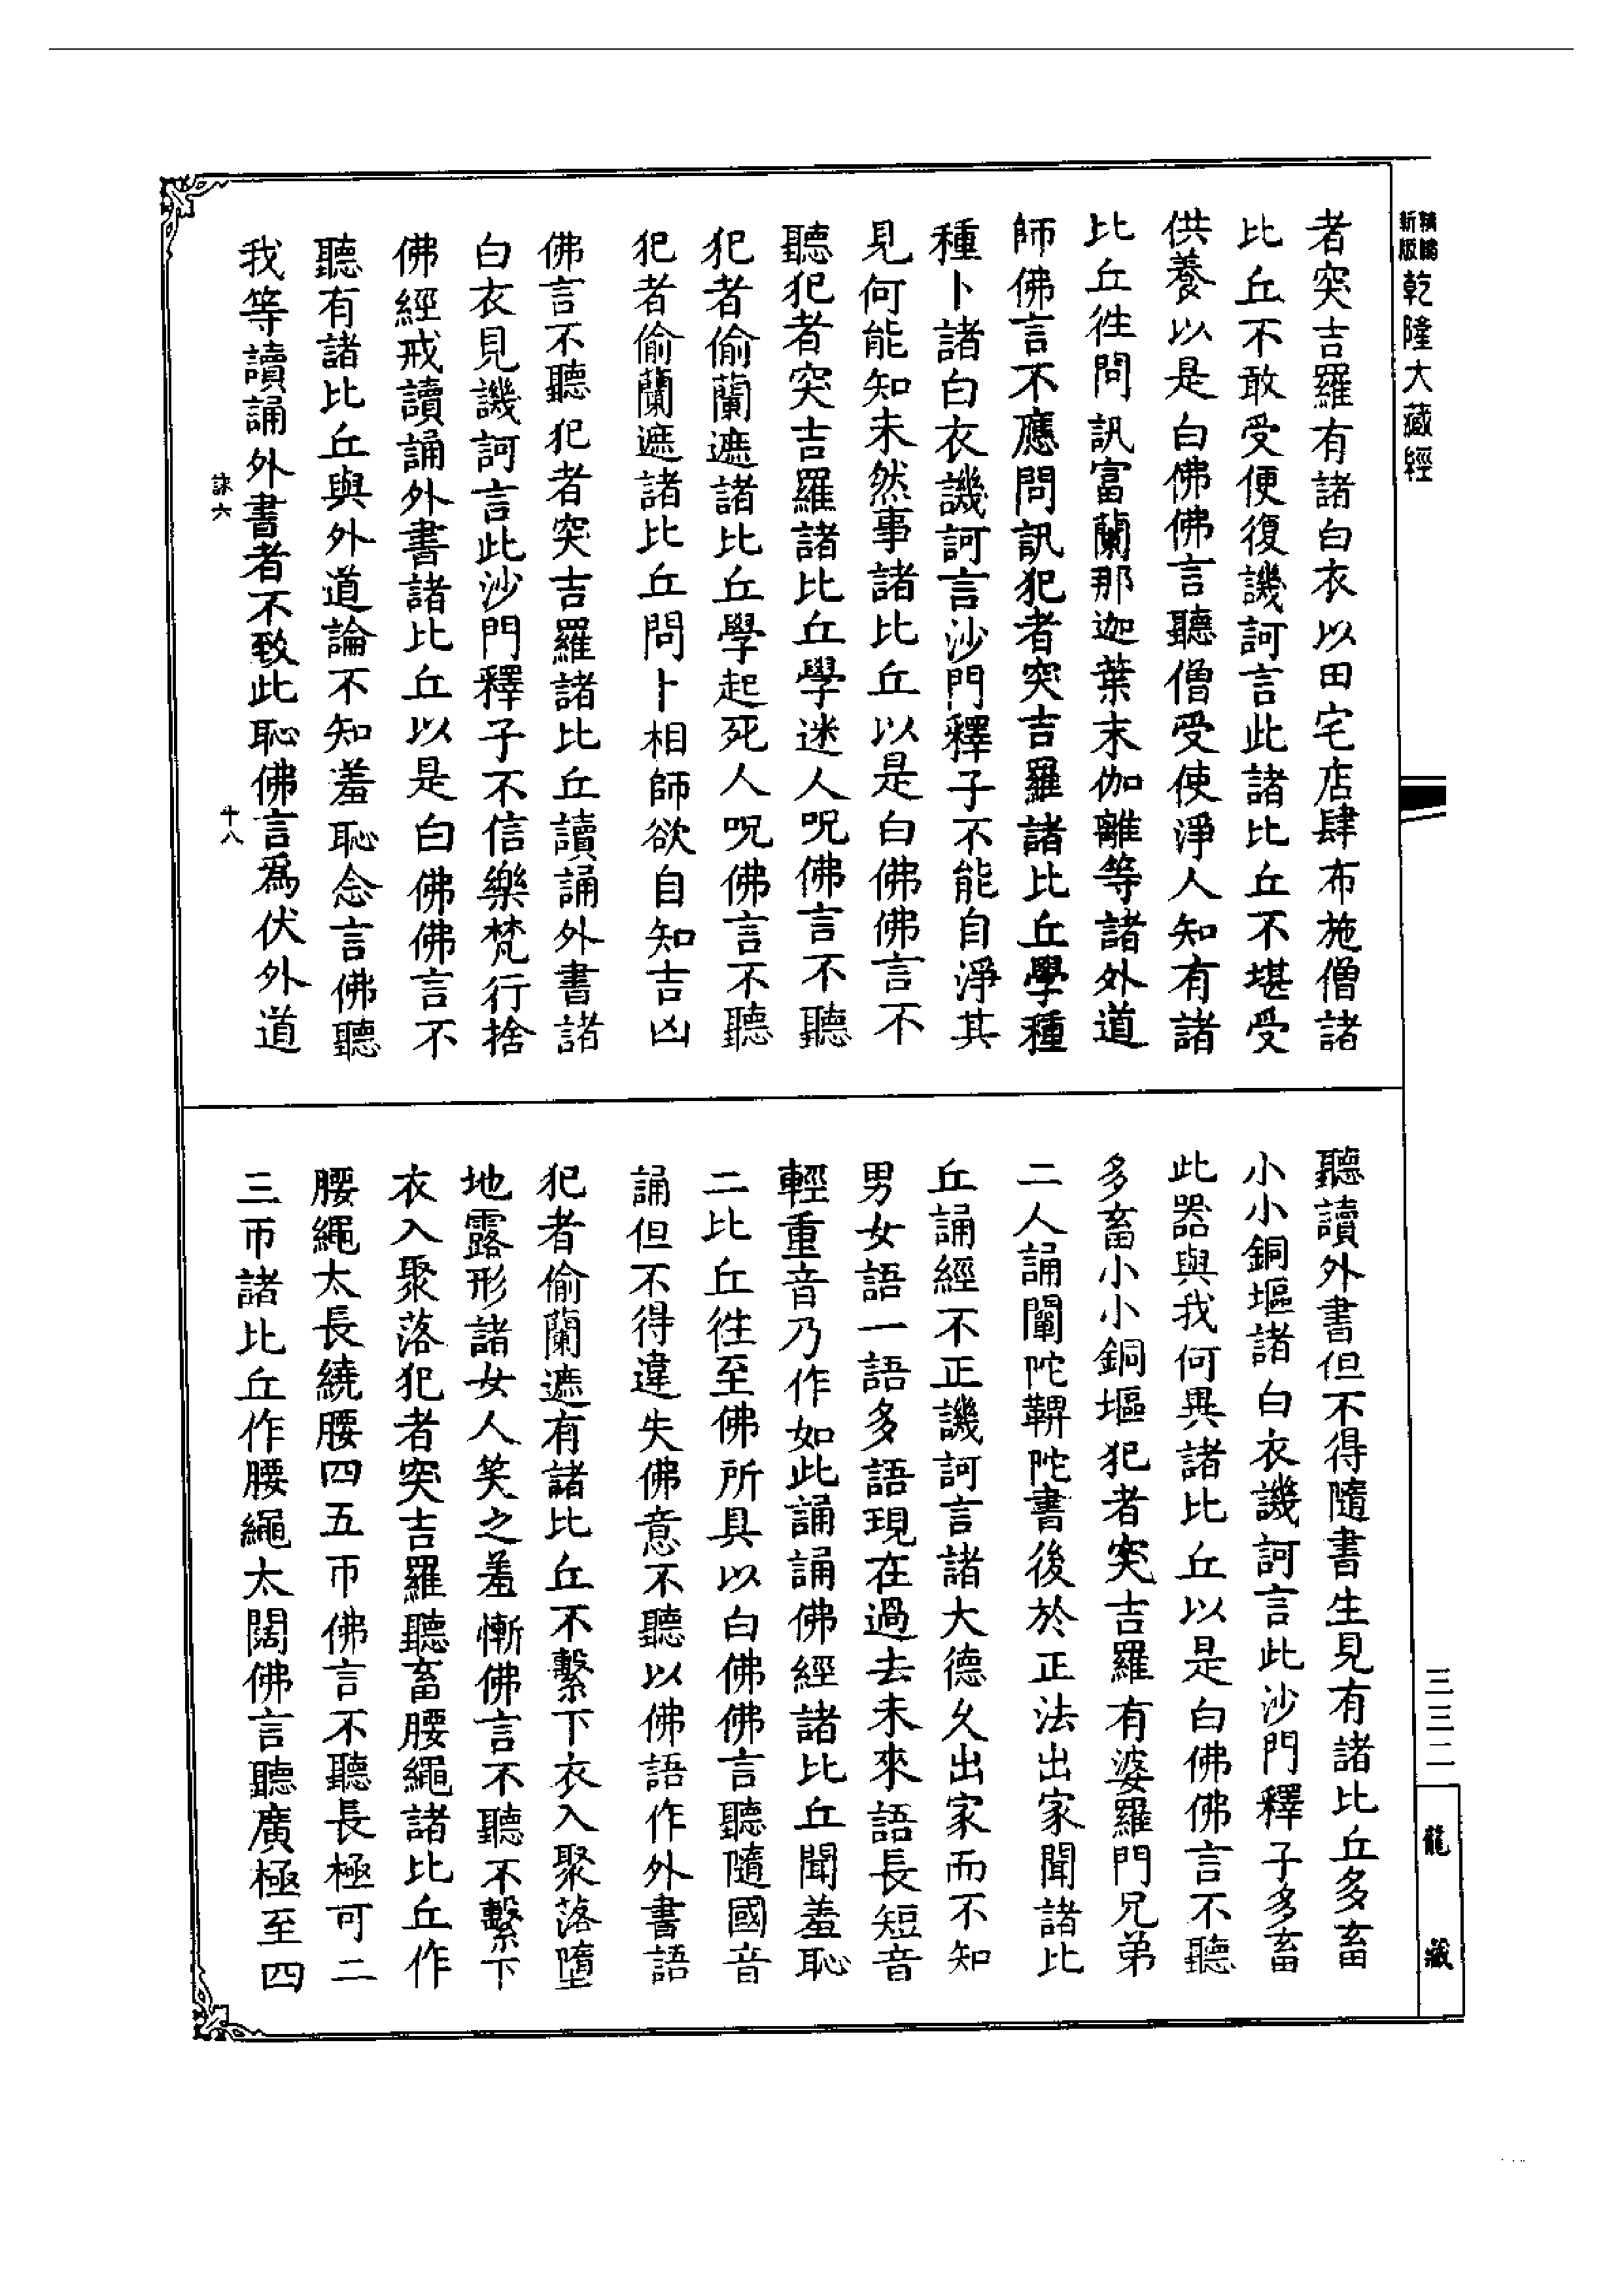 新版
精縮
乾隆大藏經
者突吉羅有諸白衣以田宅店肆布施僧諸
比丘不敢受便復譏訶言此諸比丘不堪受
供養以是白佛佛言聽僧受使淨人知有諸
比丘徃問訊富蘭那迦葉末伽離等諸外道
師佛言不應問訊犯者突吉羅諸比丘學種
種卜諸白衣譏訶言沙門釋子不能自淨其
見何能知未然事諸比丘以是白佛佛言不
聽犯者突吉羅諸比丘學迷人呪佛言不聽
犯者偷蘭遮諸比丘學起死人呪佛言不聽
犯者偷蘭遮諸比丘問卜相師欲自知吉凶
佛言不聽犯者突吉羅諸比丘讀誦外書諸
白衣見譏訶言此沙門釋子不信樂梵行捨
佛經戒讀誦外書諸比丘以是白佛佛言不
聽有諸比丘與外道論不知羞恥念言佛聽
我等讀誦外書者不致此恥佛言爲伏外道
誄六
十八
聽讀外書但不得隨書生見有諸比丘多畜
小小銅塸諸白衣譏訶言此沙門釋子多畜
此器與我何異諸比丘以是白佛佛言不聽
多畜小小銅塸犯者突吉羅有婆羅門兄弟
二人誦闡陀鞞陀書後於正法出家聞諸比
丘誦經不正譏訶言諸大德久出家而不知
男女語一語多語現在過去未來語長短音
輕重音乃作如此誦誦佛經諸比丘聞羞恥
二比丘徃至佛所具以白佛佛言聽隨國音
誦但不得違失佛意不聽以佛語作外書語
犯者偷蘭遮有諸比丘不繫下衣入聚落墮
地露形諸女人笑之羞慚佛言不聽不繫下
衣入聚落犯者突吉羅聽畜腰繩諸比丘作
腰繩太長繞腰四五帀佛言不聽長極可二
三帀諸比丘作腰繩太闊佛言聽廣極至四
三三二
龍藏